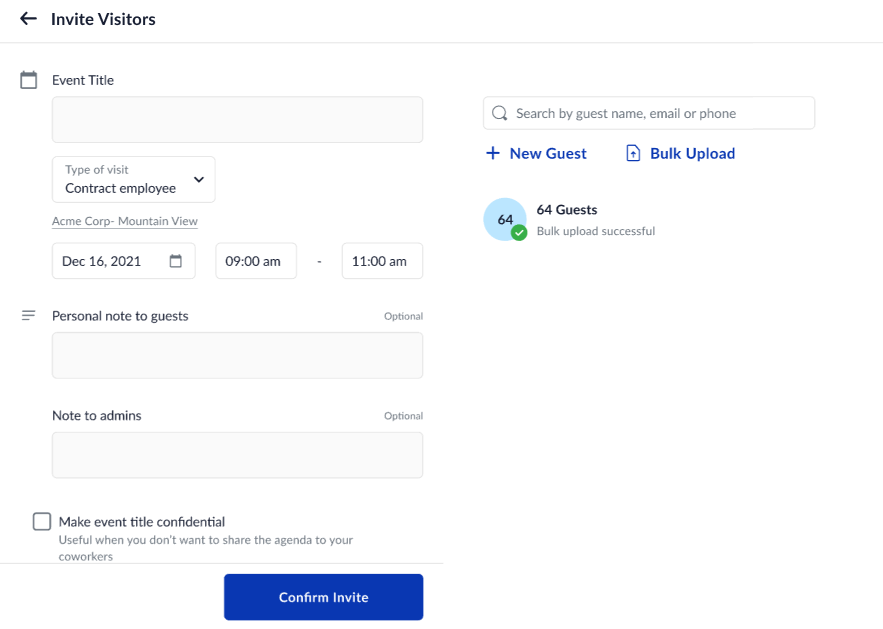 Invite Visitors
Event Title
Type of visit
Contract employee
Acme Corp- Mountain View
Dec 16, 2021 09:00 am - 11:00 am
Personal note to guests Optional
Note to admins Optional
Make event title confidential
Useful when you don't want to share the agenda to your
coworkers
Confirm Invite
Search by guest name, email or phone
+ New Guest Bulk Upload
64 64 Guests
Bulk upload successful